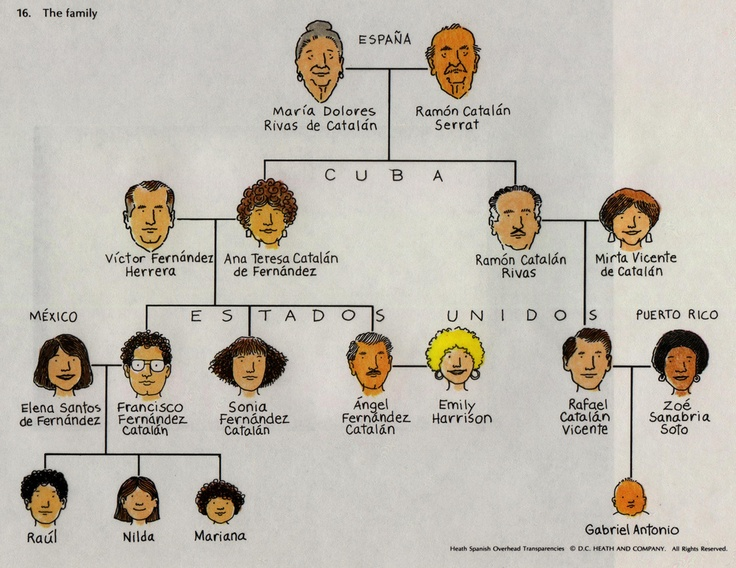 16. The family
ESPAÑA
María Dolores
Rivas de Catalán
Ramón Catalán
Serrat
CUBA
Víctor Fernández
Herrera
Ana Teresa Catalán
de Fernández
Ramón Catalán
Rivas
Mirta Vicente
de Catalán
MÉXICO
ESTADOS UNIDOS
PUERTO RICO
Elena Santos
de Fernández
Francisco
Fernández
Catalán
Sonia
Fernández
Catalán
Ángel
Fernández
Catalán
Emily
Harrison
Rafael
Catalán
Vicente
Zoé
Sanabria
Soto
Raúl
Nilda
Mariana
Gabriel Antonio
Heath Spanish Overhead Transparencies © D.C. HEATH AND COMPANY. All Rights Reserved.